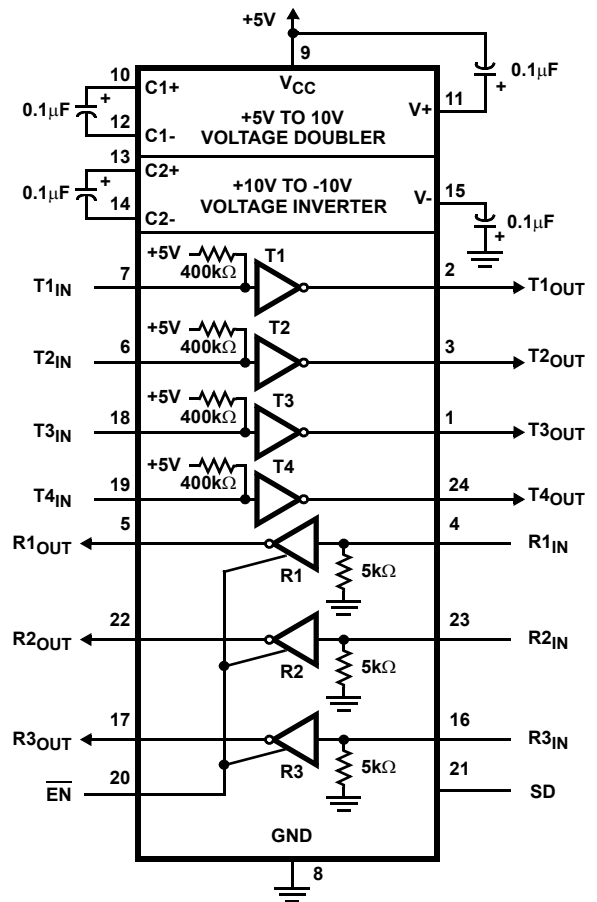 +5V
9
VCC
10
C1+
0.1μF
+
12
C1-
+5V TO 10V
VOLTAGE DOUBLER
V+
11
0.1μF
+
13
C2+
0.1μF
+
14
C2-
+10V TO -10V
VOLTAGE INVERTER
V-
15
0.1μF
+
T1IN
7
+5V
400kΩ
T1
2
T1OUT
T2IN
6
+5V
400kΩ
T2
3
T2OUT
T3IN
18
+5V
400kΩ
T3
1
T3OUT
T4IN
19
+5V
400kΩ
T4
24
T4OUT
R1OUT
5
R1
5kΩ
4
R1IN
R2OUT
22
R2
5kΩ
23
R2IN
R3OUT
17
R3
5kΩ
16
R3IN
E̅N̅
20
21
SD
GND
8